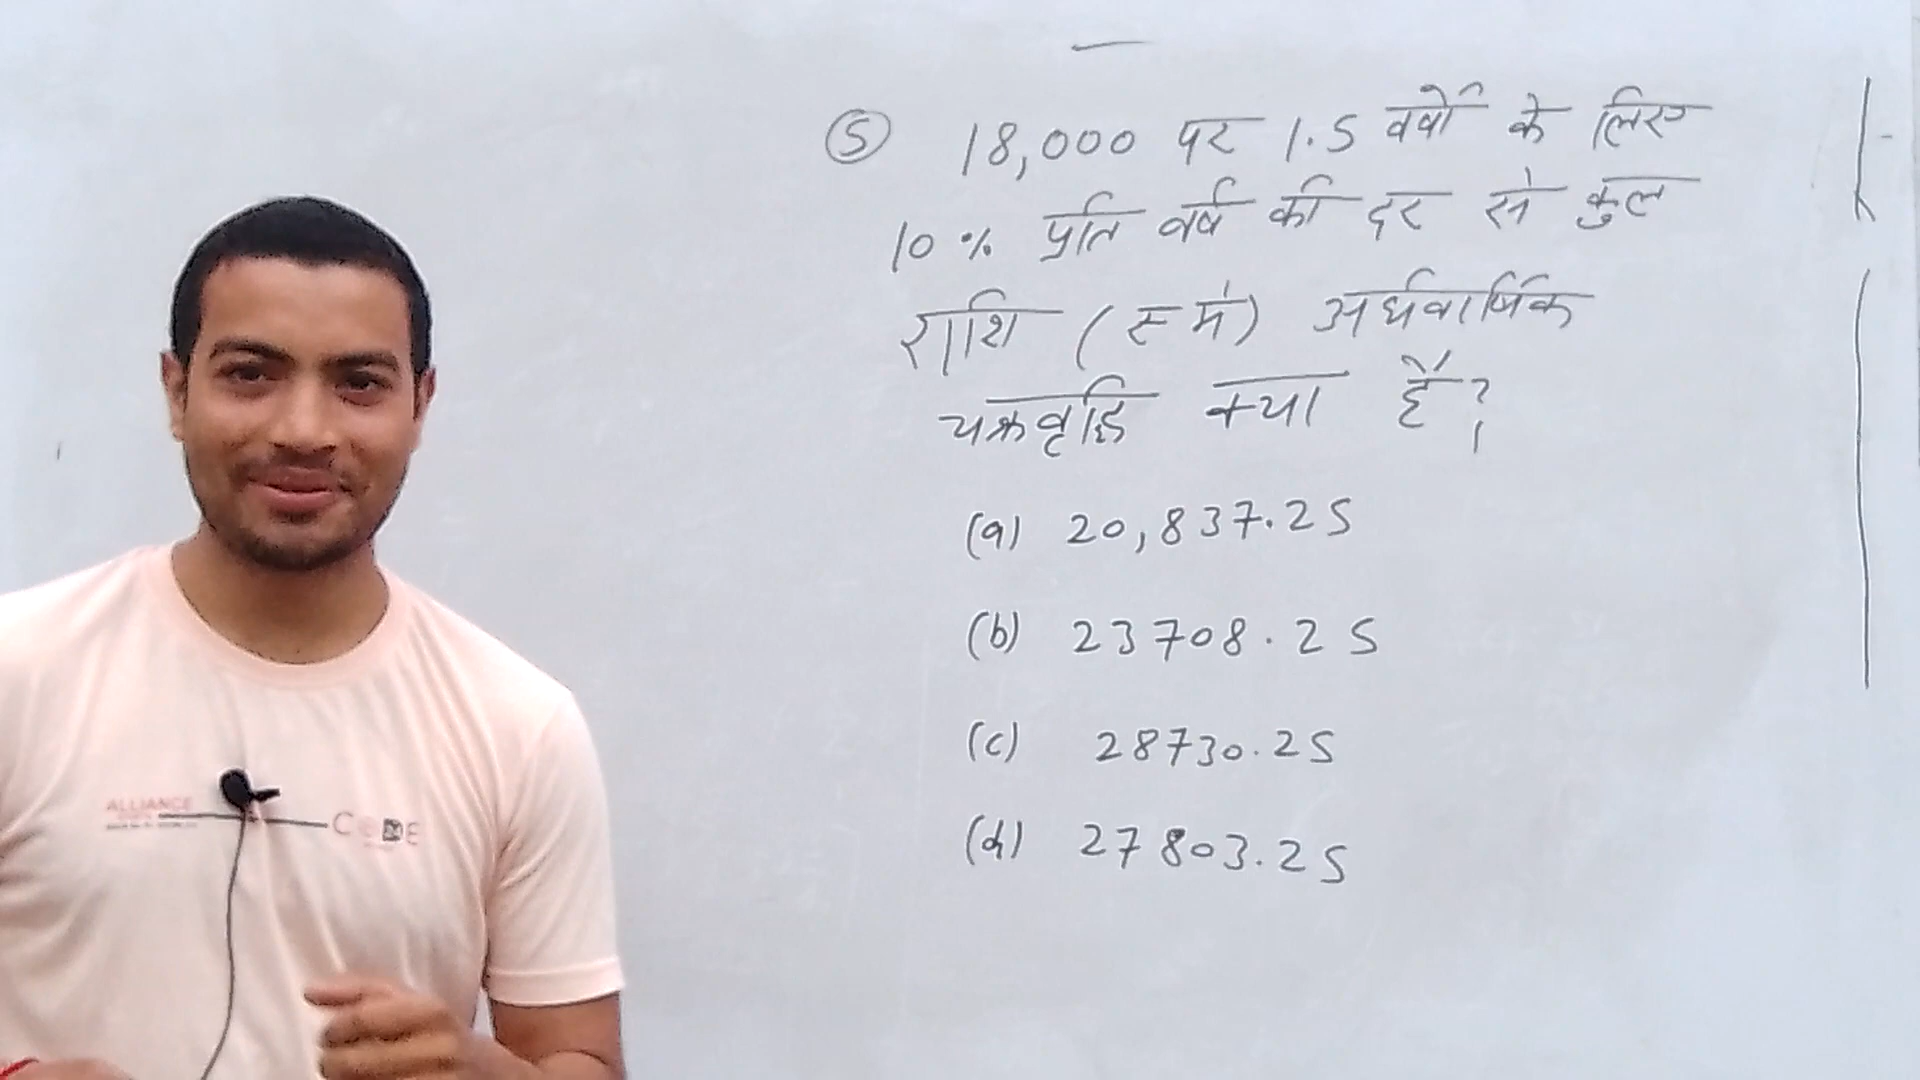 ⑤ 18,000 पर 1.5 वर्षों के लिए
10 % प्रति वर्ष की दर से कुल
राशि (रू में) अर्धवार्षिक
चक्रवृद्धि क्या है?
(a) 20,837.25
(b) 23708.25
(c) 28730.25
(d) 27803.25
ALLIANCE
CODE